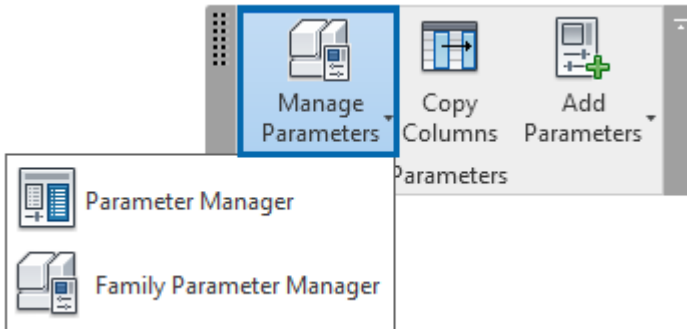 Manage
Parameters
Copy
Columns
Add
Parameters
Parameters
Parameter Manager
Family Parameter Manager